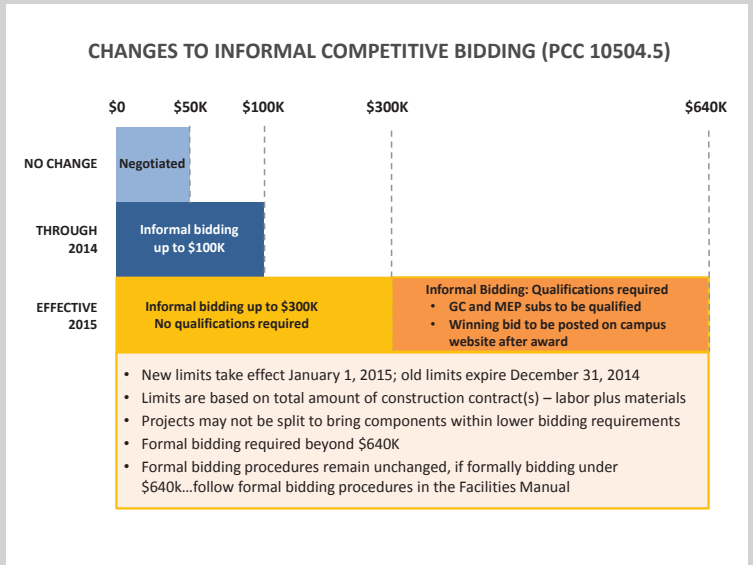 CHANGES TO INFORMAL COMPETITIVE BIDDING (PCC 10504.5)
$0 $50K $100K $300K $640K
NO CHANGE
Negotiated
THROUGH
2014
Informal bidding
up to $100K
EFFECTIVE
2015
Informal bidding up to $300K
No qualifications required
Informal Bidding: Qualifications required
• GC and MEP subs to be qualified
• Winning bid to be posted on campus
website after award
• New limits take effect January 1, 2015; old limits expire December 31, 2014
• Limits are based on total amount of construction contract(s) – labor plus materials
• Projects may not be split to bring components within lower bidding requirements
• Formal bidding required beyond $640K
• Formal bidding procedures remain unchanged, if formally bidding under
$640k...follow formal bidding procedures in the Facilities Manual